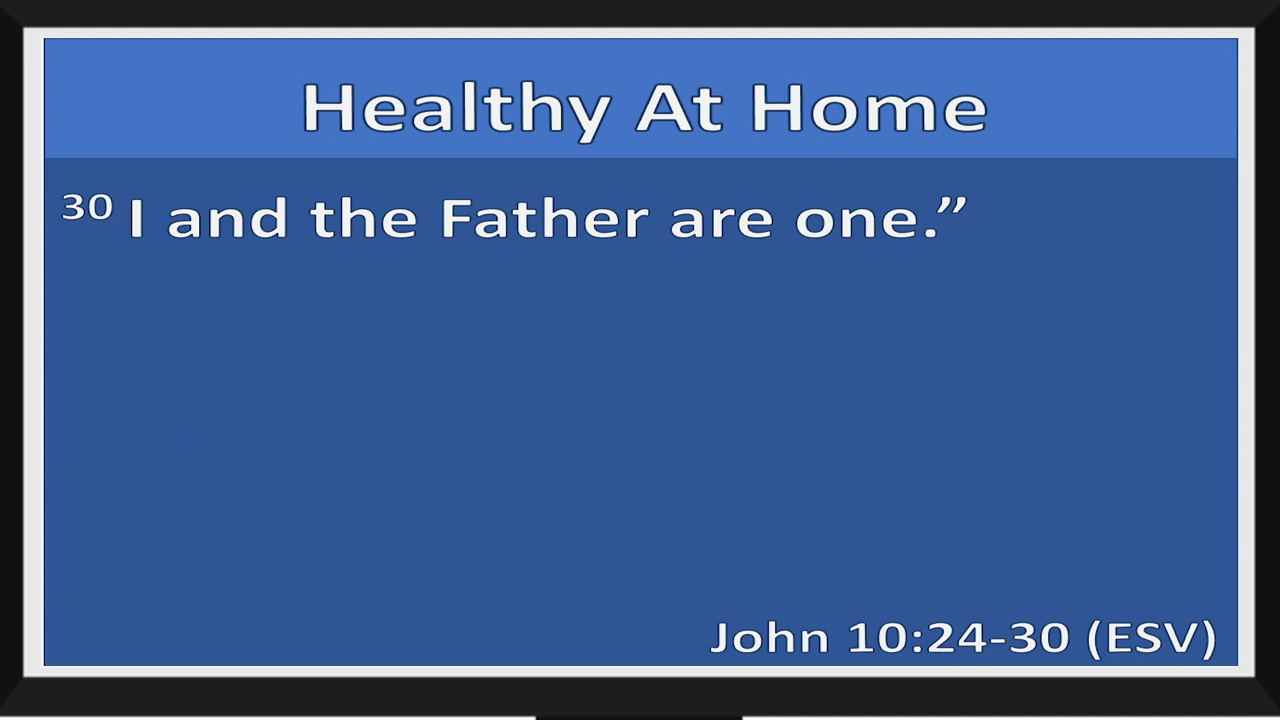 Healthy At Home
30 I and the Father are one.”
John 10:24-30 (ESV)